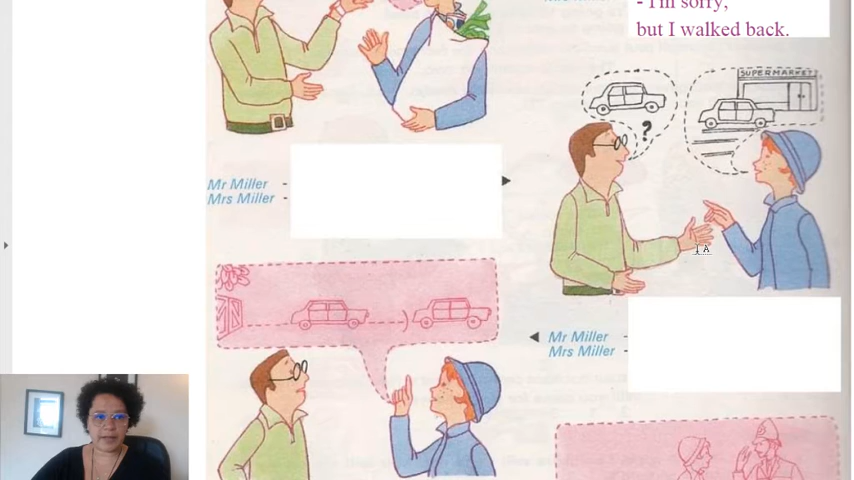 - I'm sorry,
but I walked back.
SUPERMARKET
?
Mr Miller -
Mrs Miller -
Mr Miller -
Mrs Miller -